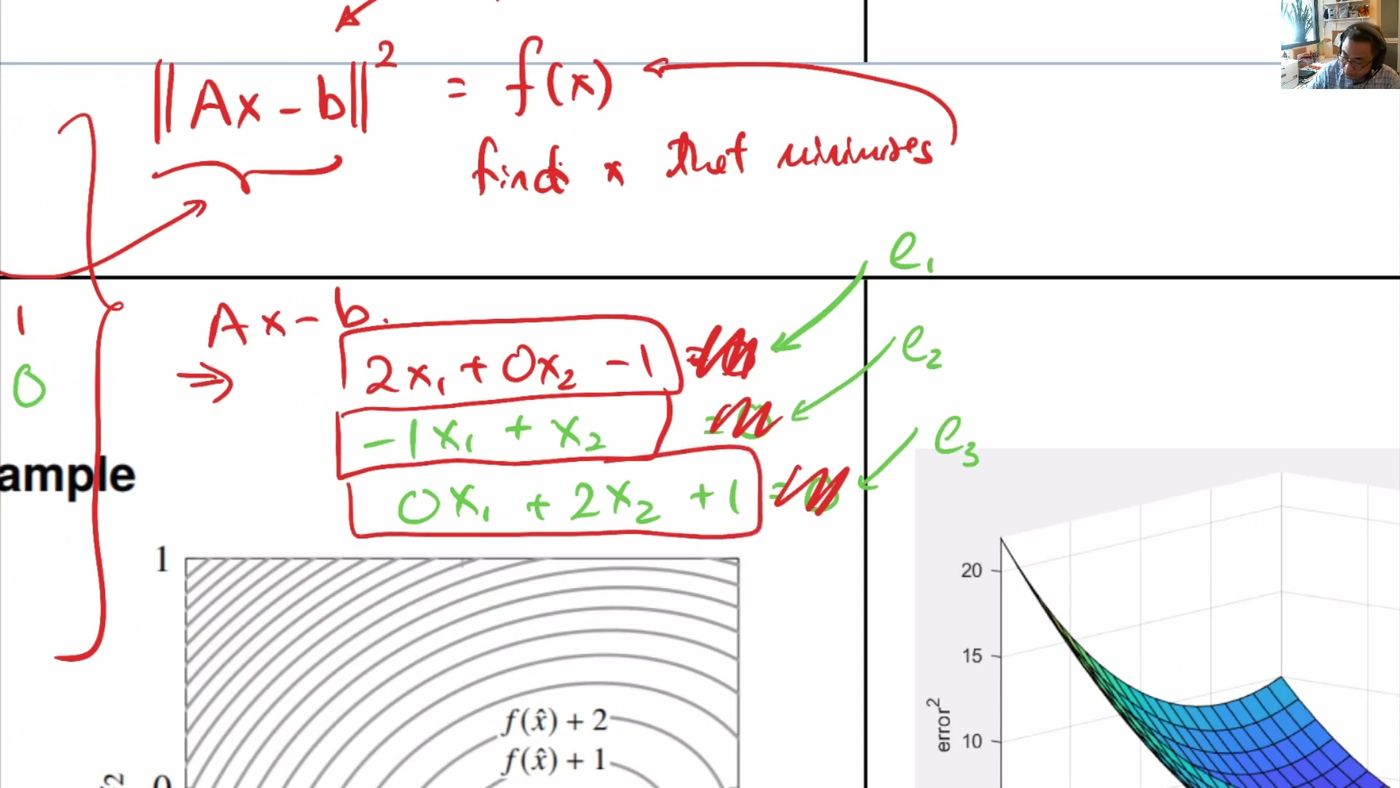 ‖Ax - b‖² = f(x)
find x that minimizes
e₁
1
Ax - b.
⇒ 2x₁ + 0x₂ - 1
e₂
0
-1x₁ + x₂
e₃
ample
0x₁ + 2x₂ + 1
1
20
15
f(x̂) + 2
error²
f(x̂) + 1
10
2
0